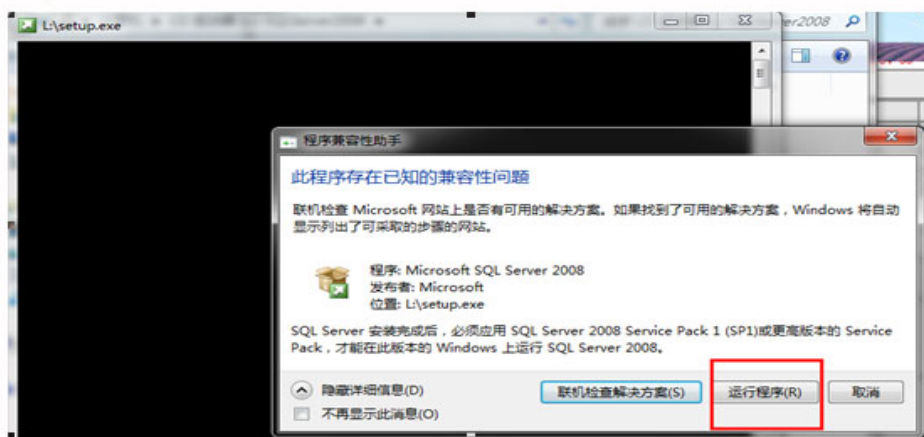 L:\setup.exe
er2008
程序兼容性助手
此程序存在已知的兼容性问题
联机检查 Microsoft 网站上是否有可用的解决方案。如果找到了可用的解决方案，Windows 将自动
显示列出了可采取的步骤的网站。
程序: Microsoft SQL Server 2008
发布者: Microsoft
位置: L:\setup.exe
SQL Server 安装完成后，必须应用 SQL Server 2008 Service Pack 1 (SP1)或更高版本的 Service
Pack，才能在此版本的 Windows 上运行 SQL Server 2008。
隐藏详细信息(D) 联机检查解决方案(S) 运行程序(R) 取消
不再显示此消息(O)